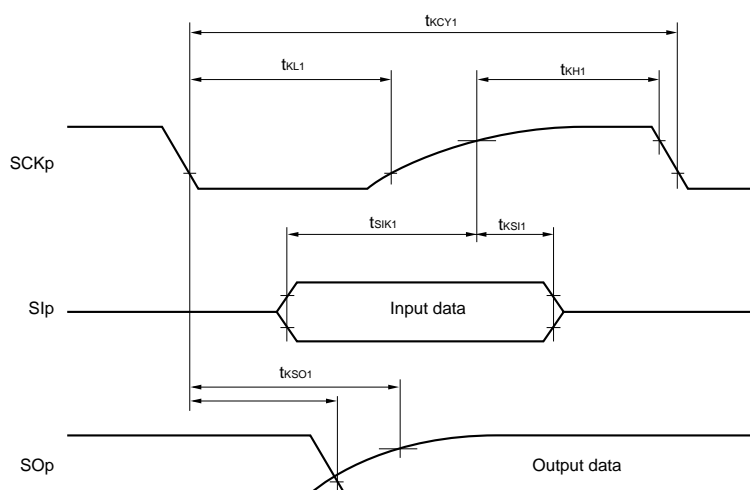 tKCY1
tKL1
tKH1
SCKp
tSIK1
tKSI1
SIp
Input data
tKSO1
SOp
Output data